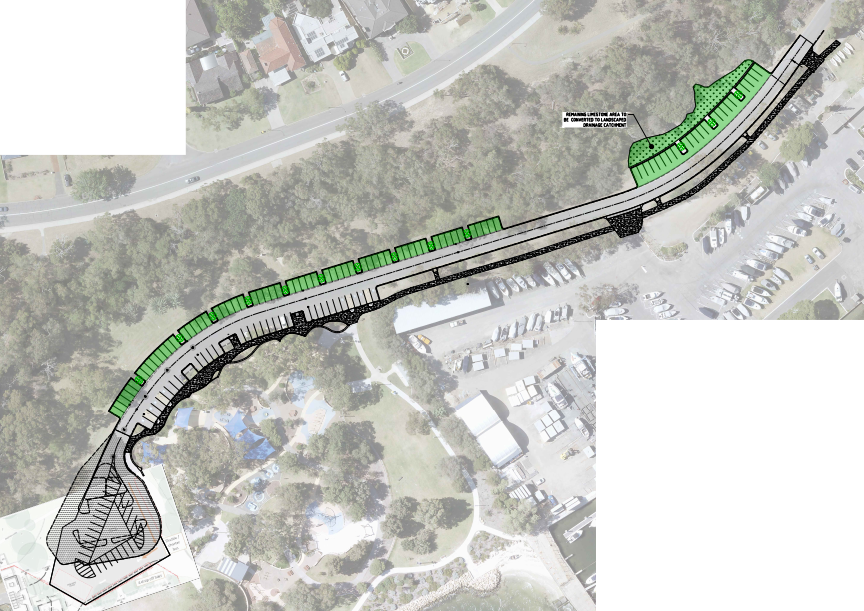 REMAINING LIMESTONE AREA TO
BE CONVERTED TO LANDSCAPED
DRAINAGE CATCHMENT